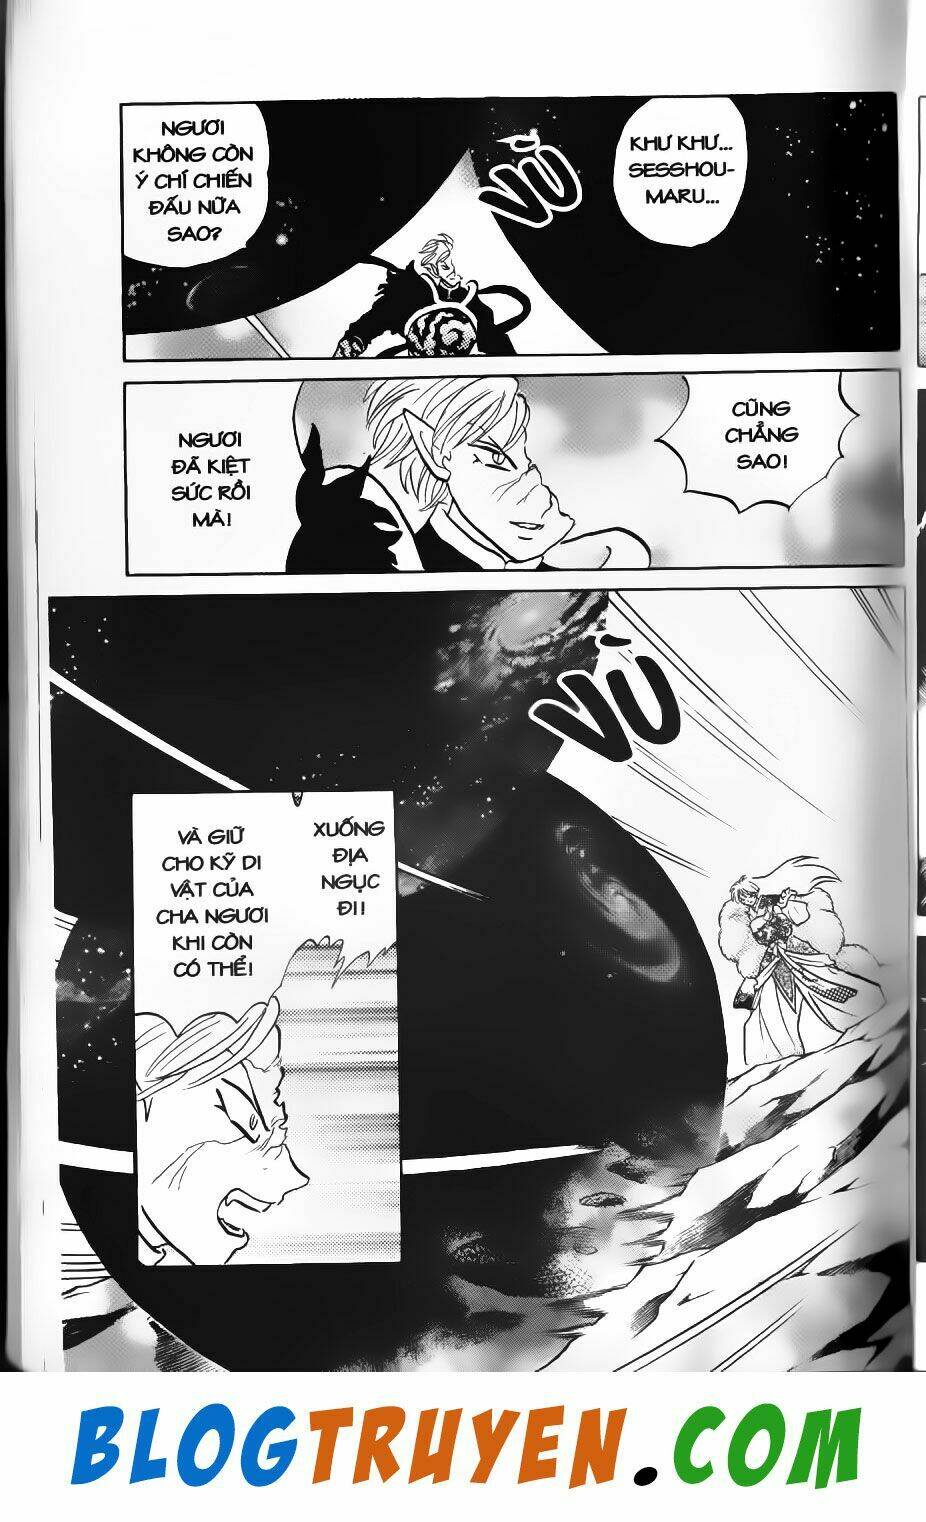 KHƯ KHƯ...
SESSHOU-
MARU...
VÙ
NGƯƠI
KHÔNG CÒN
Ý CHÍ CHIẾN
ĐẤU NỮA
SAO?
CŨNG
CHẲNG
SAO!
NGƯƠI
ĐÃ KIỆT
SỨC RỒI
MÀ!
VÙ
XUỐNG
ĐỊA
NGỤC
ĐI!
VÀ GIỮ
CHO KỸ DI
VẬT CỦA
CHA NGƯƠI
KHI CÒN
CÓ THỂ!
BLOGTRUYEN.COM